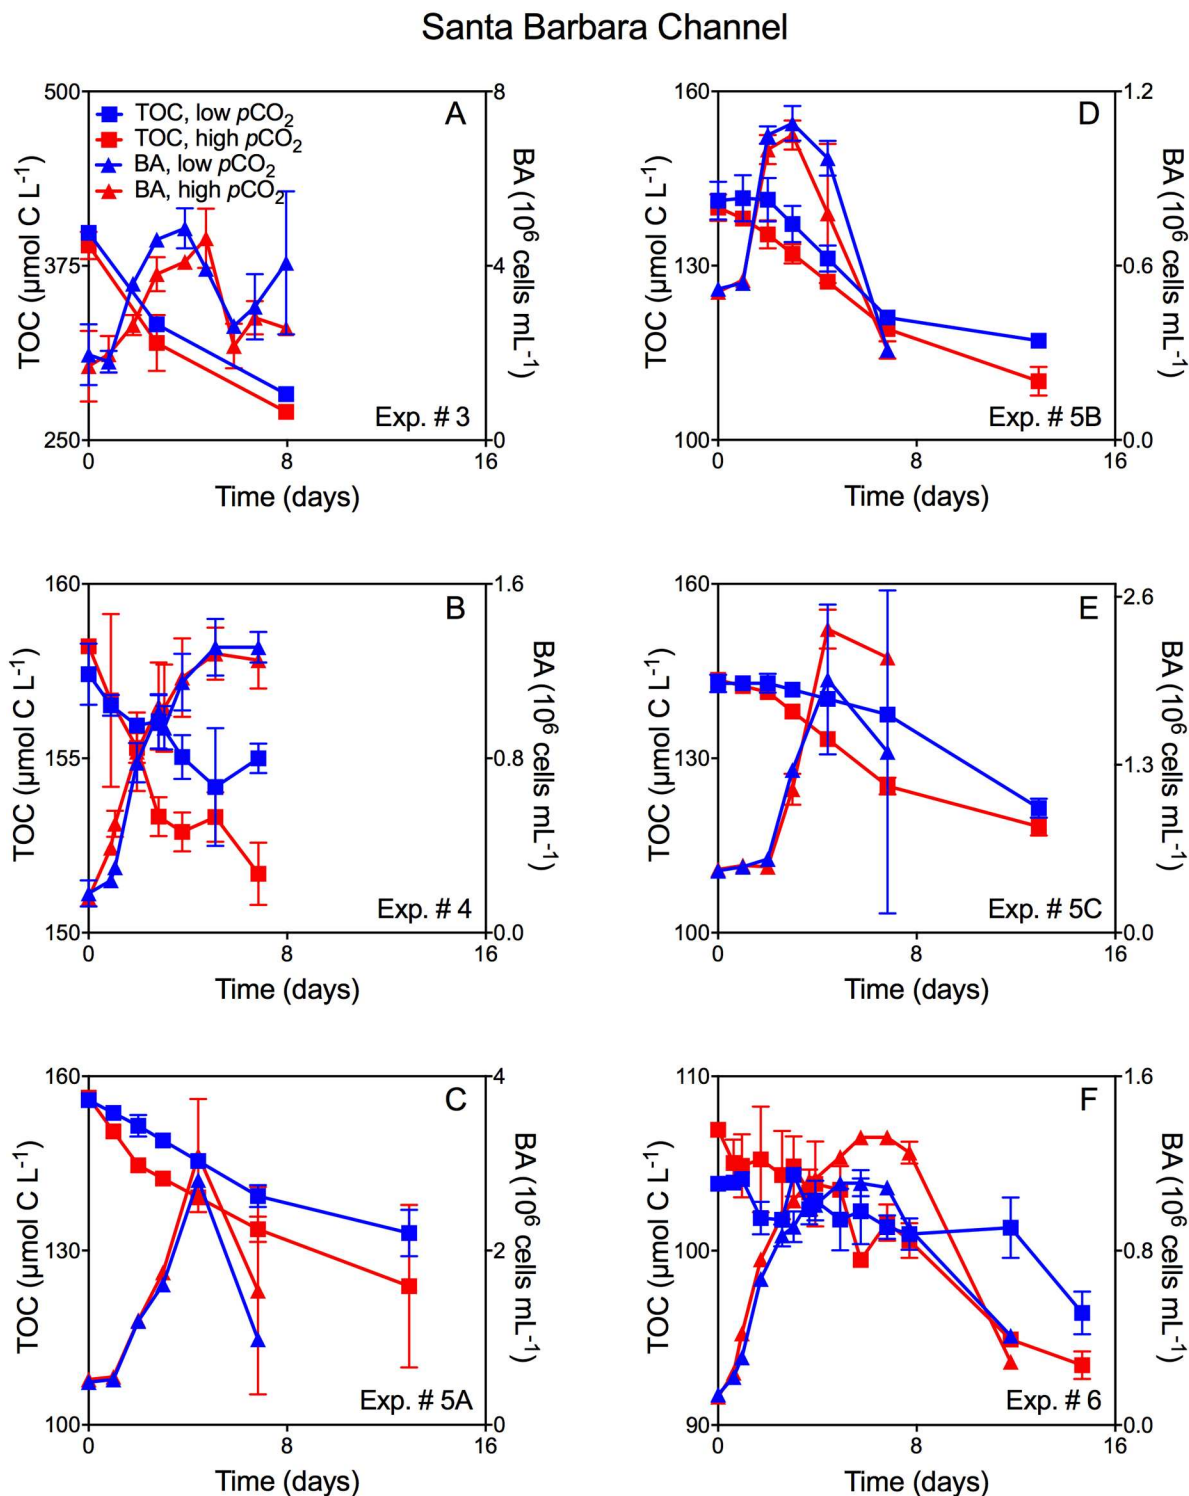 Santa Barbara Channel
500
375
250
TOC (µmol C L⁻¹)
TOC, low pCO₂
TOC, high pCO₂
BA, low pCO₂
BA, high pCO₂
A
Exp. # 3
8
4
0
BA (10⁶ cells mL⁻¹)
0 8 16
Time (days)
160
130
100
TOC (µmol C L⁻¹)
D
Exp. # 5B
1.2
0.6
0.0
BA (10⁶ cells mL⁻¹)
0 8 16
Time (days)
160
155
150
TOC (µmol C L⁻¹)
B
Exp. # 4
1.6
0.8
0.0
BA (10⁶ cells mL⁻¹)
0 8 16
Time (days)
160
130
100
TOC (µmol C L⁻¹)
E
Exp. # 5C
2.6
1.3
0.0
BA (10⁶ cells mL⁻¹)
0 8 16
Time (days)
160
130
100
TOC (µmol C L⁻¹)
C
Exp. # 5A
4
2
0
BA (10⁶ cells mL⁻¹)
0 8 16
Time (days)
110
100
90
TOC (µmol C L⁻¹)
F
Exp. # 6
1.6
0.8
0.0
BA (10⁶ cells mL⁻¹)
0 8 16
Time (days)